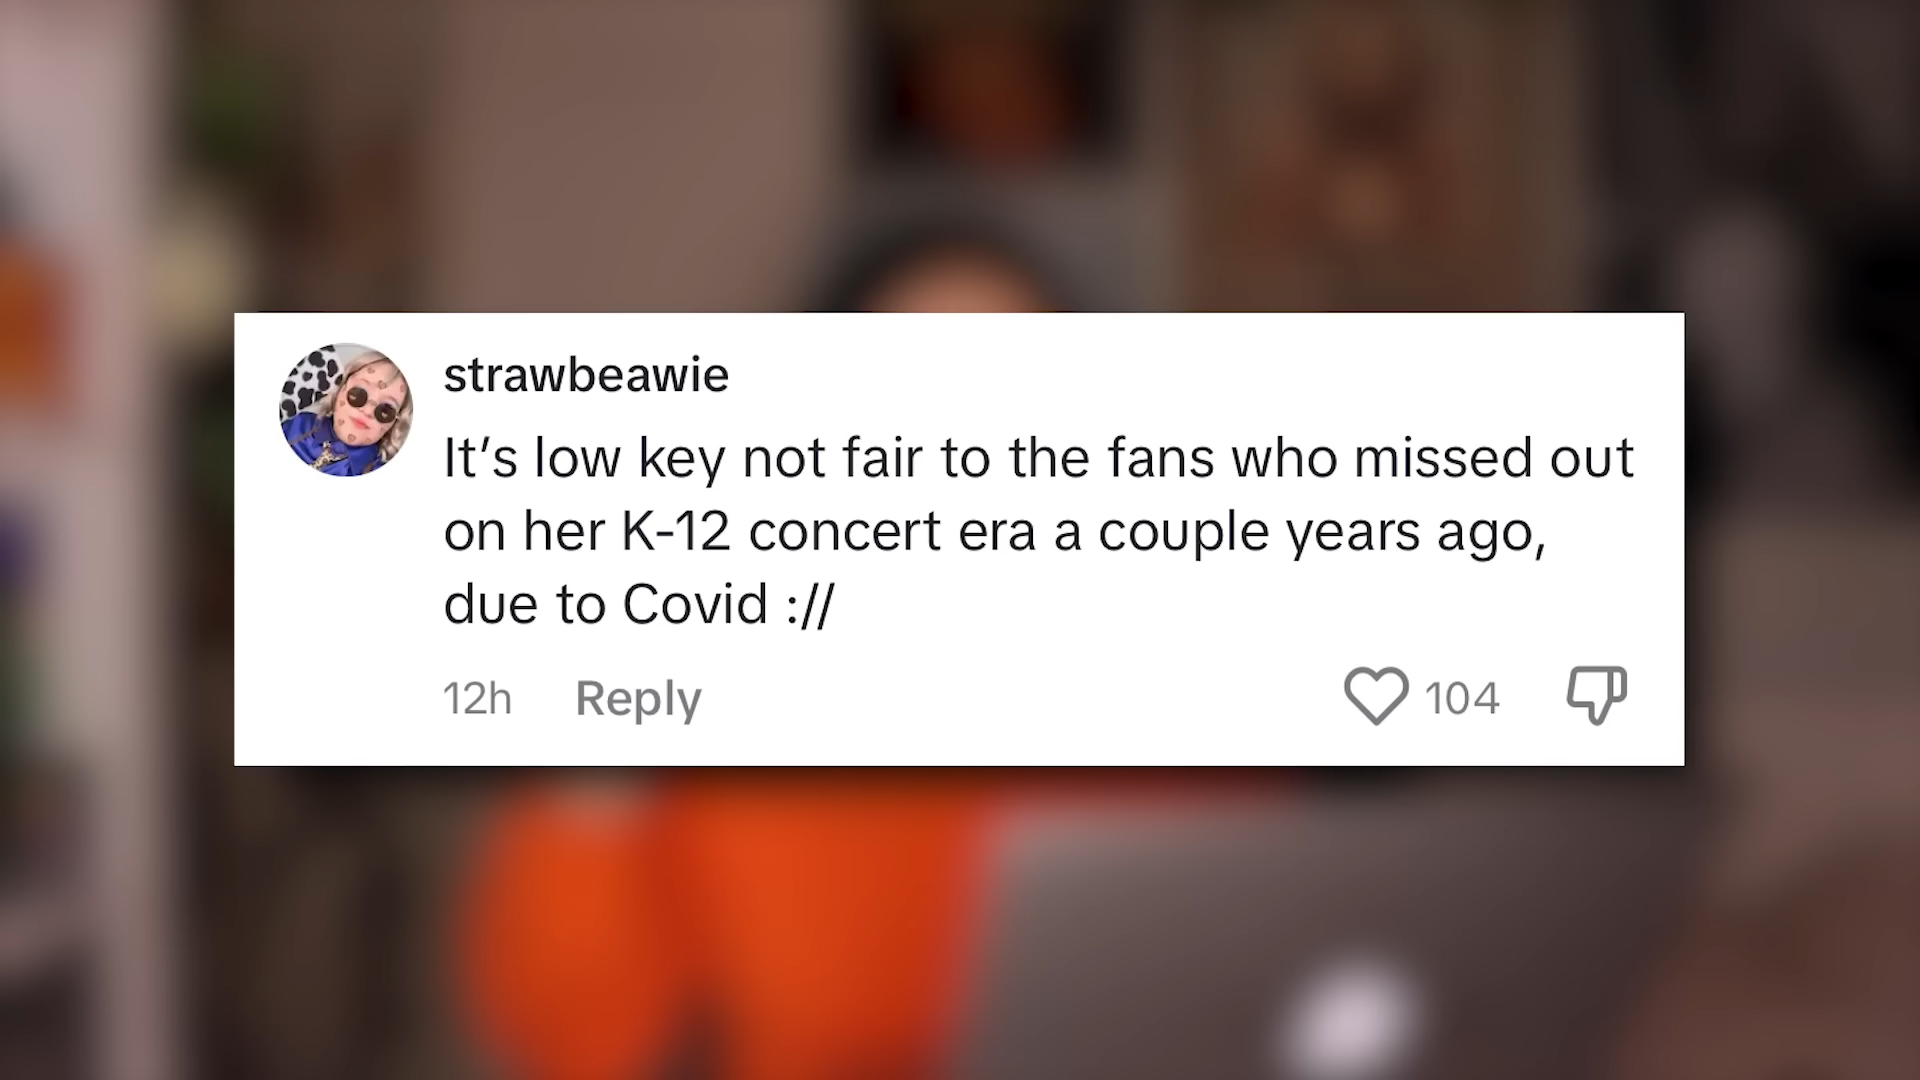 strawbeawie
It’s low key not fair to the fans who missed out
on her K-12 concert era a couple years ago,
due to Covid ://
12h Reply 104